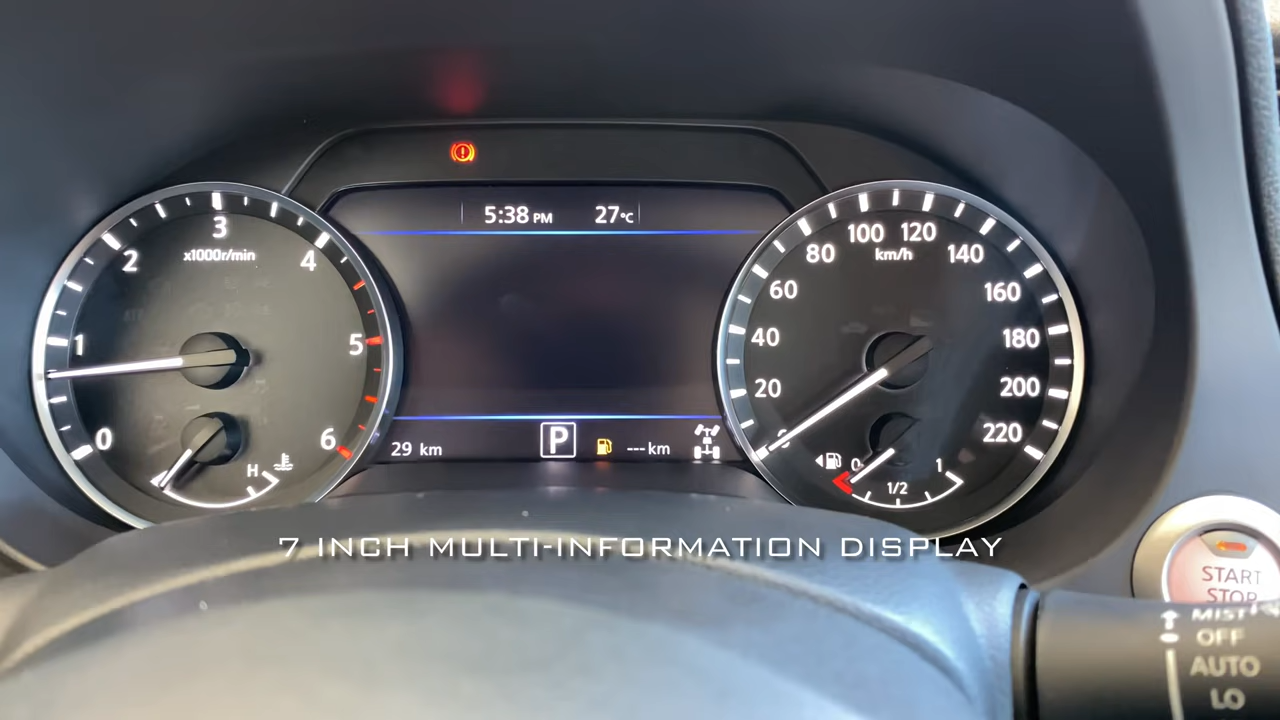 5:38 PM 27°C
3
x1000r/min
2
4
1
5
0
6
H
100 120
80 km/h 140
60
160
40
180
20
200
0
220
0 1/2 1
29 km P ---km
7 INCH MULTI-INFORMATION DISPLAY
START
STOP
MIST
OFF
AUTO
LO